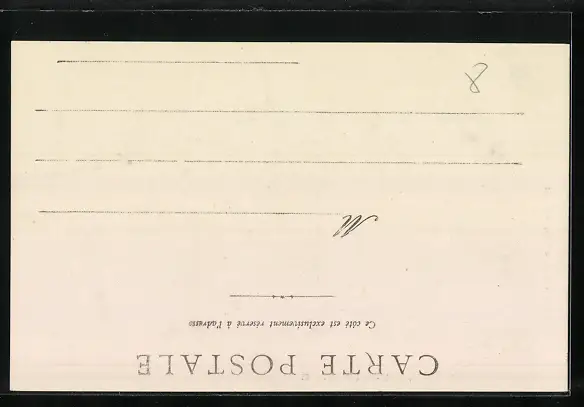 CARTE POSTALE
Ce côté est exclusivement réservé à l'adresse
M
8